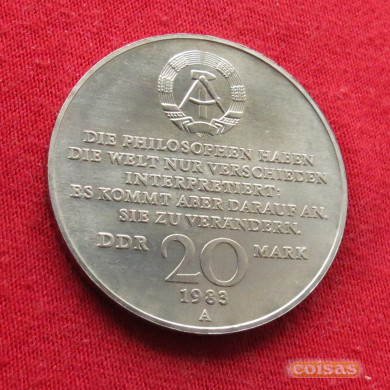 DIE PHILOSOPHEN HABEN
DIE WELT NUR VERSCHIEDEN
INTERPRETIERT;
ES KOMMT ABER DARAUF AN,
SIE ZU VERÄNDERN.
DDR 20 MARK
1983
A
coisas